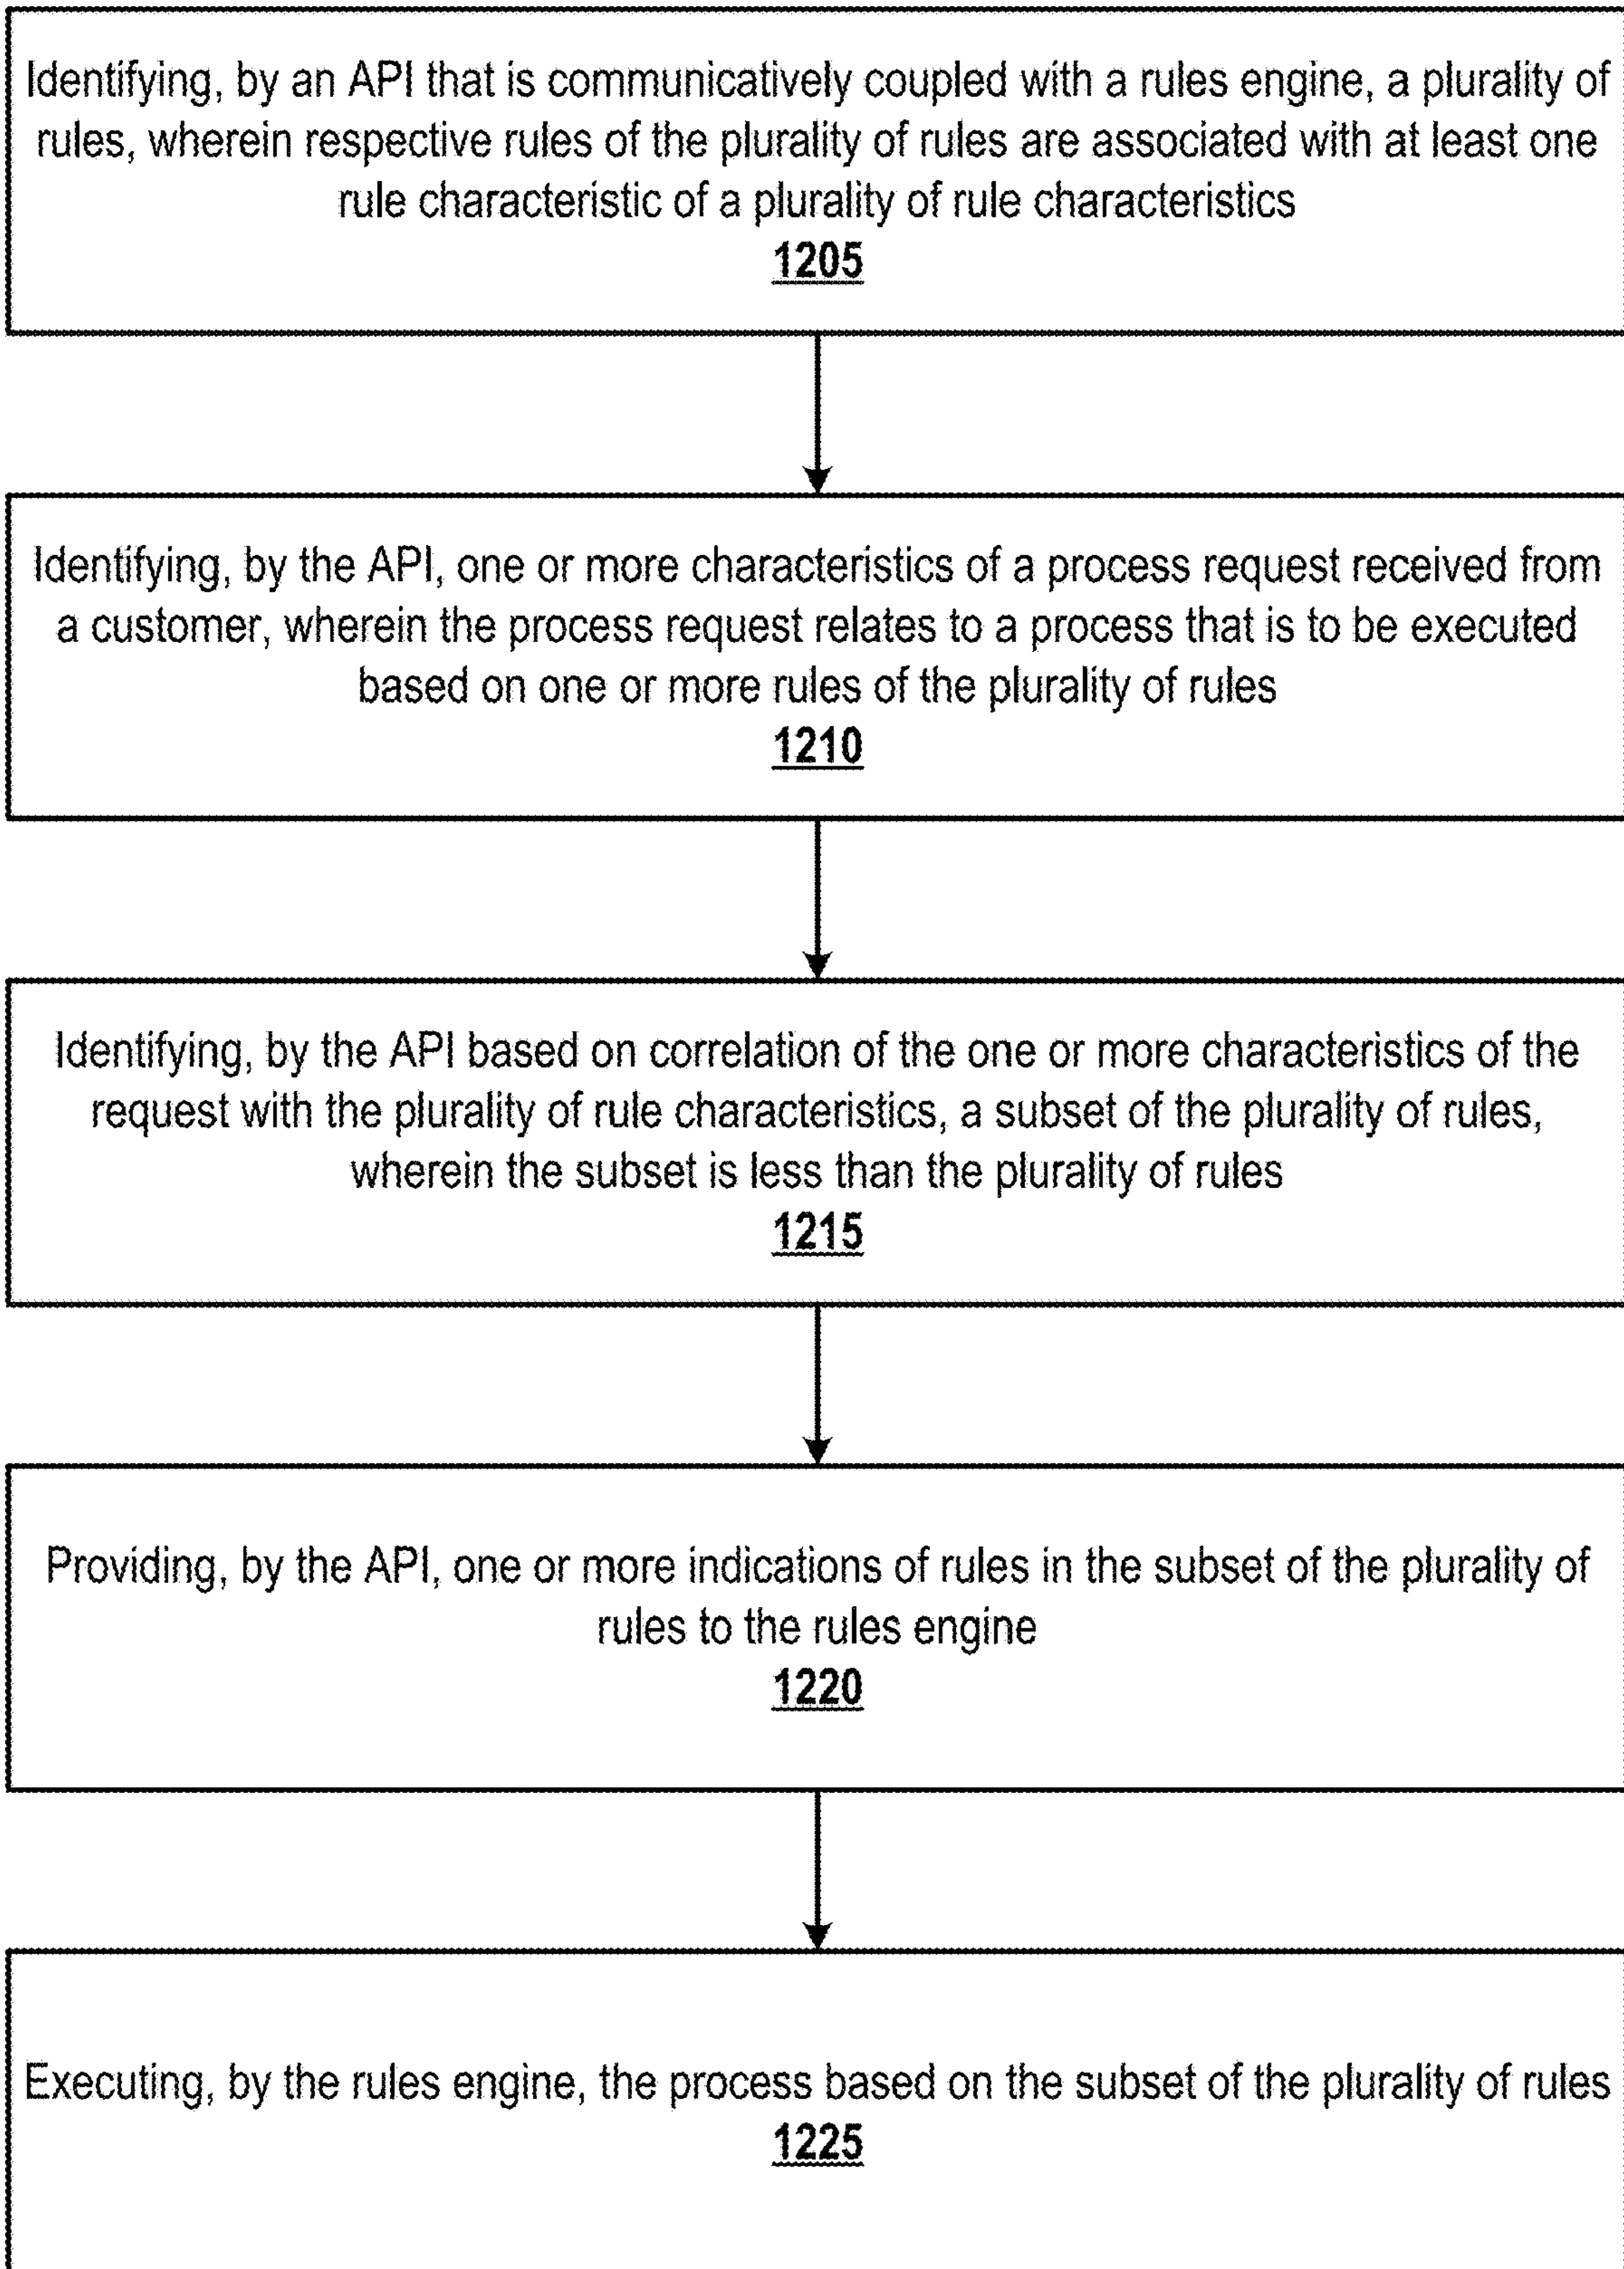 Identifying, by an API that is communicatively coupled with a rules engine, a plurality of
rules, wherein respective rules of the plurality of rules are associated with at least one
rule characteristic of a plurality of rule characteristics
1205
Identifying, by the API, one or more characteristics of a process request received from
a customer, wherein the process request relates to a process that is to be executed
based on one or more rules of the plurality of rules
1210
Identifying, by the API based on correlation of the one or more characteristics of the
request with the plurality of rule characteristics, a subset of the plurality of rules,
wherein the subset is less than the plurality of rules
1215
Providing, by the API, one or more indications of rules in the subset of the plurality of
rules to the rules engine
1220
Executing, by the rules engine, the process based on the subset of the plurality of rules
1225